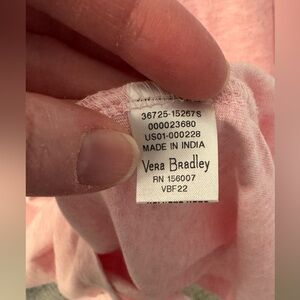 36725-15267S
000023680
US01-000228
MADE IN INDIA
Vera Bradley
RN 156007
VBF22